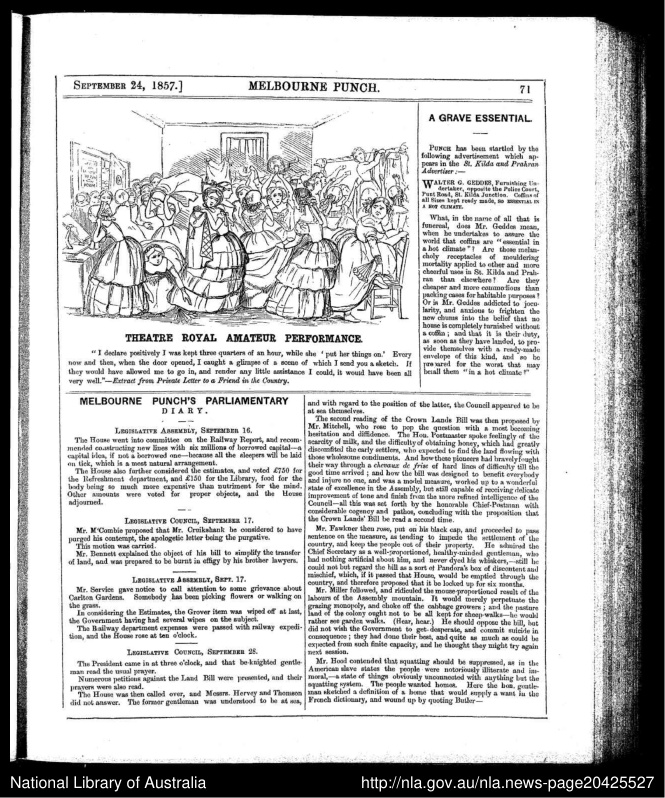 SEPTEMBER 24, 1857.]
MELBOURNE PUNCH.
71
THEATRE ROYAL AMATEUR PERFORMANCE.
"I declare positively I was kept three quarters of an hour, while she 'put her things on.' Every
now and then, when the door opened, I caught a glimpse of a scene of which I send you a sketch. If
they would have allowed me to go in, and render any little assistance I could, it would have been all
very well."—Extract from Private Letter to a Friend in the Country.
A GRAVE ESSENTIAL.
PUNCH has been startled by the
following advertisement which ap-
pears in the St. Kilda and Prahran
Advertiser:—
WALTER G. GEDDES, Furnishing Un-
dertaker, opposite the Police Court,
Punt Road, St. Kilda Junction. Coffins of
all Sizes kept ready made, SO ESSENTIAL IN
A HOT CLIMATE.
What, in the name of all that is
funereal, does Mr. Geddes mean,
when he undertakes to assure the
world that coffins are "essential in
a hot climate"? Are those melan-
choly receptacles of mouldering
mortality applied to other and more
cheerful uses in St. Kilda and Prah-
ran than elsewhere? Are they
cheaper and more commodious than
packing cases for habitable purposes?
Or is Mr. Geddes addicted to jocu-
larity, and anxious to frighten the
new chums into the belief that no
house is completely furnished without
a coffin; and that it is their duty,
as soon as they have landed, to pro-
vide themselves with a ready-made
envelope of this kind, and so be
prepared for the worst that may
befall them "in a hot climate?"
MELBOURNE PUNCH'S PARLIAMENTARY
DIARY.
LEGISLATIVE ASSEMBLY, SEPTEMBER 16.
The House went into committee on the Railway Report, and recom-
mended constructing new lines with six millions of borrowed capital—a
capital idea, if not a borrowed one—because all the sleepers will be laid
on tick, which is a most natural arrangement.
The House also further considered the estimates, and voted £750 for
the Refreshment department, and £150 for the Library, food for the
body being so much more expensive than nutriment for the mind.
Other amounts were voted for proper objects, and the House
adjourned.
LEGISLATIVE COUNCIL, SEPTEMBER 17.
Mr. M'Combie proposed that Mr. Cruikshank be considered to have
purged his contempt, the apologetic letter being the purgative.
This motion was carried.
Mr. Bennett explained the object of his bill to simplify the transfer
of land, and was prepared to be burnt in effigy by his brother lawyers.
LEGISLATIVE ASSEMBLY, SEPT. 17.
Mr. Service gave notice to call attention to some grievance about
Carlton Gardens. Somebody has been picking flowers or walking on
the grass.
In considering the Estimates, the Grover item was wiped off at last,
the Government having had several wipes on the subject.
The Railway department expenses were passed with railway expedi-
tion, and the House rose at ten o'clock.
LEGISLATIVE COUNCIL, SEPTEMBER 28.
The President came in at three o'clock, and that be-knighted gentle-
man read the usual prayer.
Numerous petitions against the Land Bill were presented, and their
prayers were also read.
The House was then called over, and Messrs. Hervey and Thomson
did not answer. The former gentleman was understood to be at sea,
and with regard to the position of the latter, the Council appeared to be
at sea themselves.
The second reading of the Crown Lands Bill was then proposed by
Mr. Mitchell, who rose to pop the question with a most becoming
hesitation and diffidence. The Hon. Postmaster spoke feelingly of the
scarcity of milk, and the difficulty of obtaining honey, which had greatly
discomfited the early settlers, who expected to find the land flowing with
those wholesome condiments. And how these pioneers had bravely fought
their way through a chevaux de frise of hard lines of difficulty till the
good time arrived; and how the bill was designed to benefit everybody
and injure no one, and was a model measure, worked up to a wonderful
state of excellence in the Assembly, but still capable of receiving delicate
improvement of tone and finish from the more refined intelligence of the
Council—all this was set forth by the honorable Chief-Postman with
considerable cogency and pathos, concluding with the proposition that
the Crown Lands' Bill be read a second time.
Mr. Fawkner then rose, put on his black cap, and proceeded to pass
sentence on the measure, as tending to impede the settlement of the
country, and keep the people out of their property. He admired the
Chief Secretary as a well-proportioned, healthy-minded gentleman, who
had nothing artificial about him, and never dyed his whiskers,—still he
could not but regard the bill as a sort of Pandora's box of discontent and
mischief, which, if it passed that House, would be emptied through the
country, and therefore proposed that it be locked up for six months.
Mr. Miller followed, and ridiculed the mouse-proportioned result of the
labours of the Assembly mountain. It would merely perpetuate the
grazing monopoly, and choke off the cabbage growers; and the pasture
land of the colony ought not to be all kept for sheep-walks—he would
rather see garden walks. (Hear, hear.) He should oppose the bill, but
did not wish the Government to get desperate, and commit suicide in
consequence; they had done their best, and quite as much as could be
expected from such finite capacity, and he thought they might try again
next session.
Mr. Hood contended that squatting should be suppressed, as in the
American slave states the people were notoriously illiterate and im-
moral,—a state of things obviously unconnected with anything but the
squatting system. The people wanted homes. Here the hon. gentle-
man sketched a definition of a home that would supply a want in the
French dictionary, and wound up by quoting Butler—
National Library of Australia
http://nla.gov.au/nla.news-page20425527